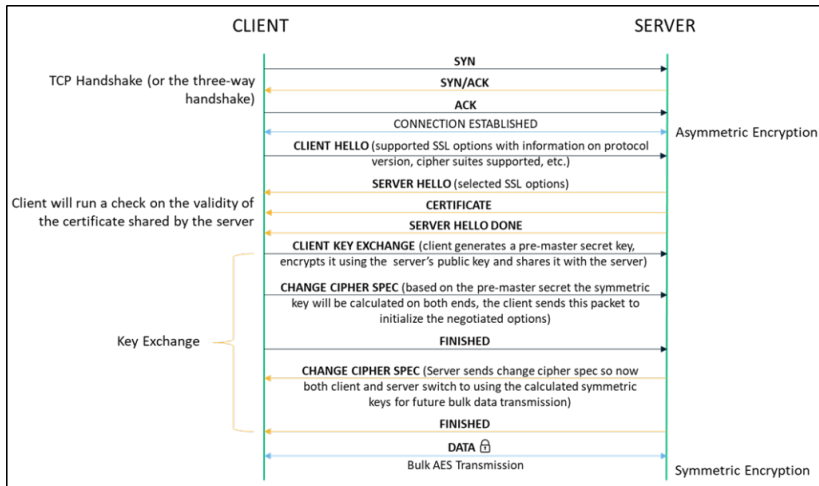 CLIENT
SERVER
SYN
TCP Handshake (or the three-way
handshake)
SYN/ACK
ACK
CONNECTION ESTABLISHED
Asymmetric Encryption
CLIENT HELLO (supported SSL options with information on protocol
version, cipher suites supported, etc.)
SERVER HELLO (selected SSL options)
Client will run a check on the validity of
the certificate shared by the server
CERTIFICATE
SERVER HELLO DONE
CLIENT KEY EXCHANGE (client generates a pre-master secret key,
encrypts it using the server's public key and shares it with the server)
CHANGE CIPHER SPEC (based on the pre-master secret the symmetric
key will be calculated on both ends, the client sends this packet to
initialize the negotiated options)
Key Exchange
FINISHED
CHANGE CIPHER SPEC (Server sends change cipher spec so now
both client and server switch to using the calculated symmetric
keys for future bulk data transmission)
FINISHED
DATA
Bulk AES Transmission
Symmetric Encryption